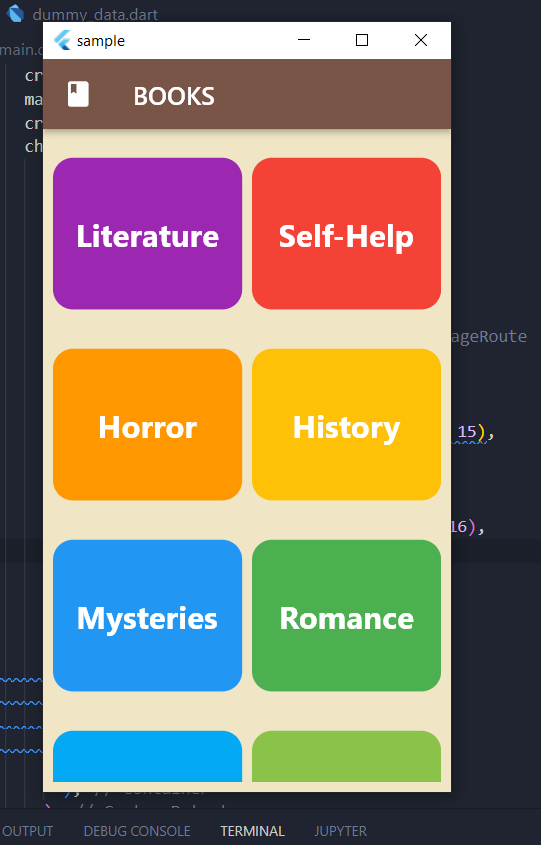 dummy_data.dart
sample
main.d
cr
BOOKS
ma
cr
ch
Literature
Self-Help
ageRoute
Horror
History
15),
16),
Mysteries
Romance
), // Container
OUTPUT
DEBUG CONSOLE
TERMINAL
JUPYTER